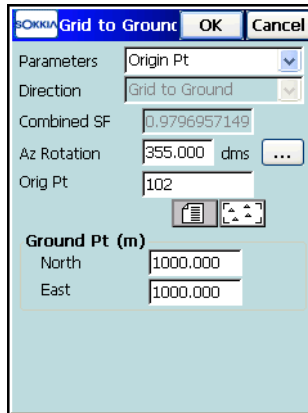 SOKKIA Grid to Ground OK Cancel
Parameters Origin Pt
Direction Grid to Ground
Combined SF 0.9796957149
Az Rotation 355.000 dms ...
Orig Pt 102
Ground Pt (m)
North 1000.000
East 1000.000